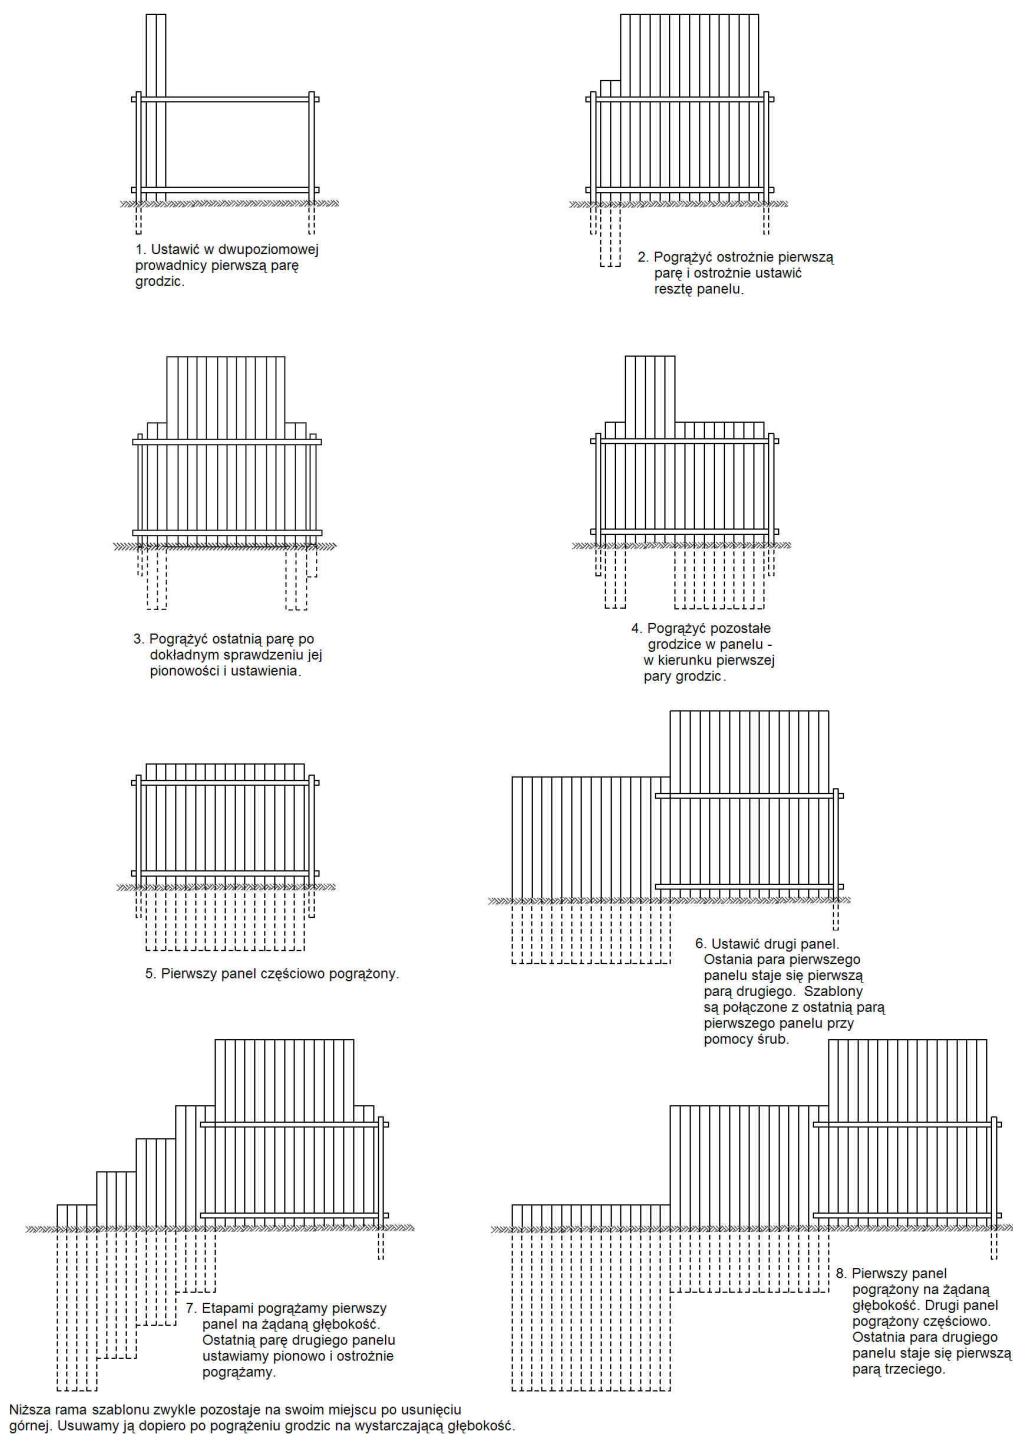 1. Ustawić w dwupoziomowej
prowadnicy pierwszą parę
grodzic.
2. Pogrążyć ostrożnie pierwszą
parę i ostrożnie ustawić
resztę panelu.
3. Pogrążyć ostatnią parę po
dokładnym sprawdzeniu jej
pionowości i ustawienia.
4. Pogrążyć pozostałe
grodzice w panelu -
w kierunku pierwszej
pary grodzic.
5. Pierwszy panel częściowo pogrążony.
6. Ustawić drugi panel.
Ostania para pierwszego
panelu staje się pierwszą
parą drugiego. Szablony
są połączone z ostatnią parą
pierwszego panelu przy
pomocy śrub.
7. Etapami pogrążamy pierwszy
panel na żądaną głębokość.
Ostatnią parę drugiego panelu
ustawiamy pionowo i ostrożnie
pogrążamy.
8. Pierwszy panel
pogrążony na żądaną
głębokość. Drugi panel
pogrążony częściowo.
Ostatnia para drugiego
panelu staje się pierwszą
parą trzeciego.
Niższa rama szablonu zwykle pozostaje na swoim miejscu po usunięciu
górnej. Usuwamy ją dopiero po pogrążeniu grodzic na wystarczającą głębokość.